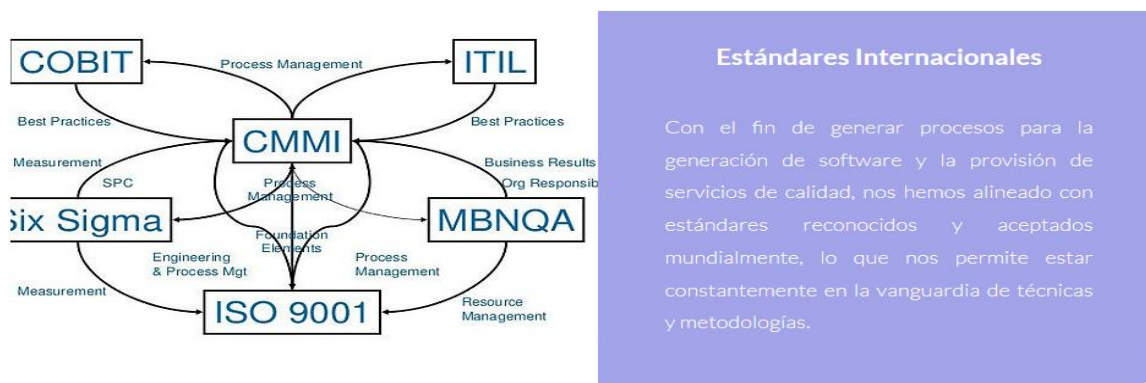 COBIT
Process Management
ITIL
Best Practices
Best Practices
CMMI
Measurement
Business Results
SPC
Process
Management
Org Responsib
Six Sigma
MBNQA
Foundation
Elements
Engineering
& Process Mgt
Process
Management
Measurement
ISO 9001
Resource
Management
Estándares Internacionales
Con el fin de generar procesos para la
generación de software y la provisión de
servicios de calidad, nos hemos alineado con
estándares reconocidos y aceptados
mundialmente, lo que nos permite estar
constantemente en la vanguardia de técnicas
y metodologías.